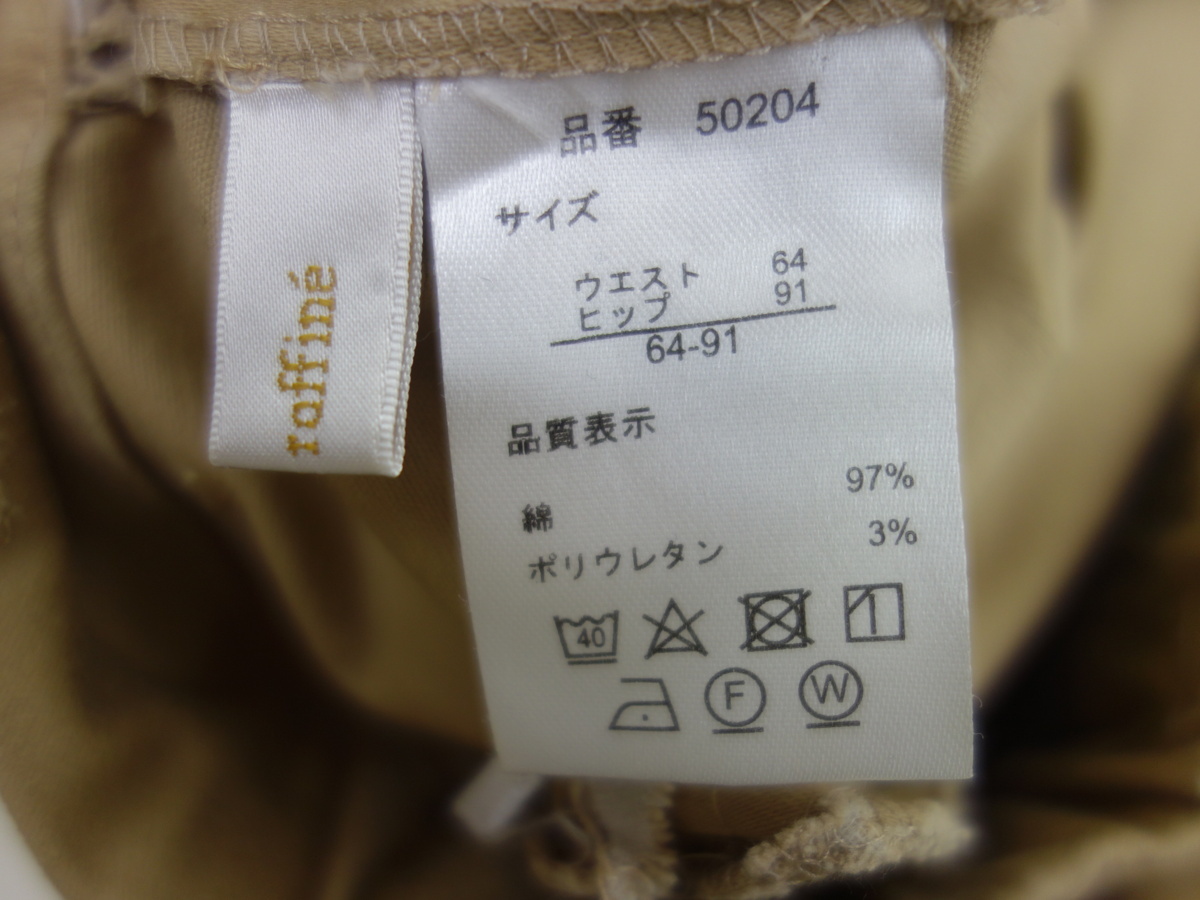 raffiné
品番 50204
サイズ
ウエスト 64
ヒップ 91
64-91
品質表示
綿 97%
ポリウレタン 3%
40
F W